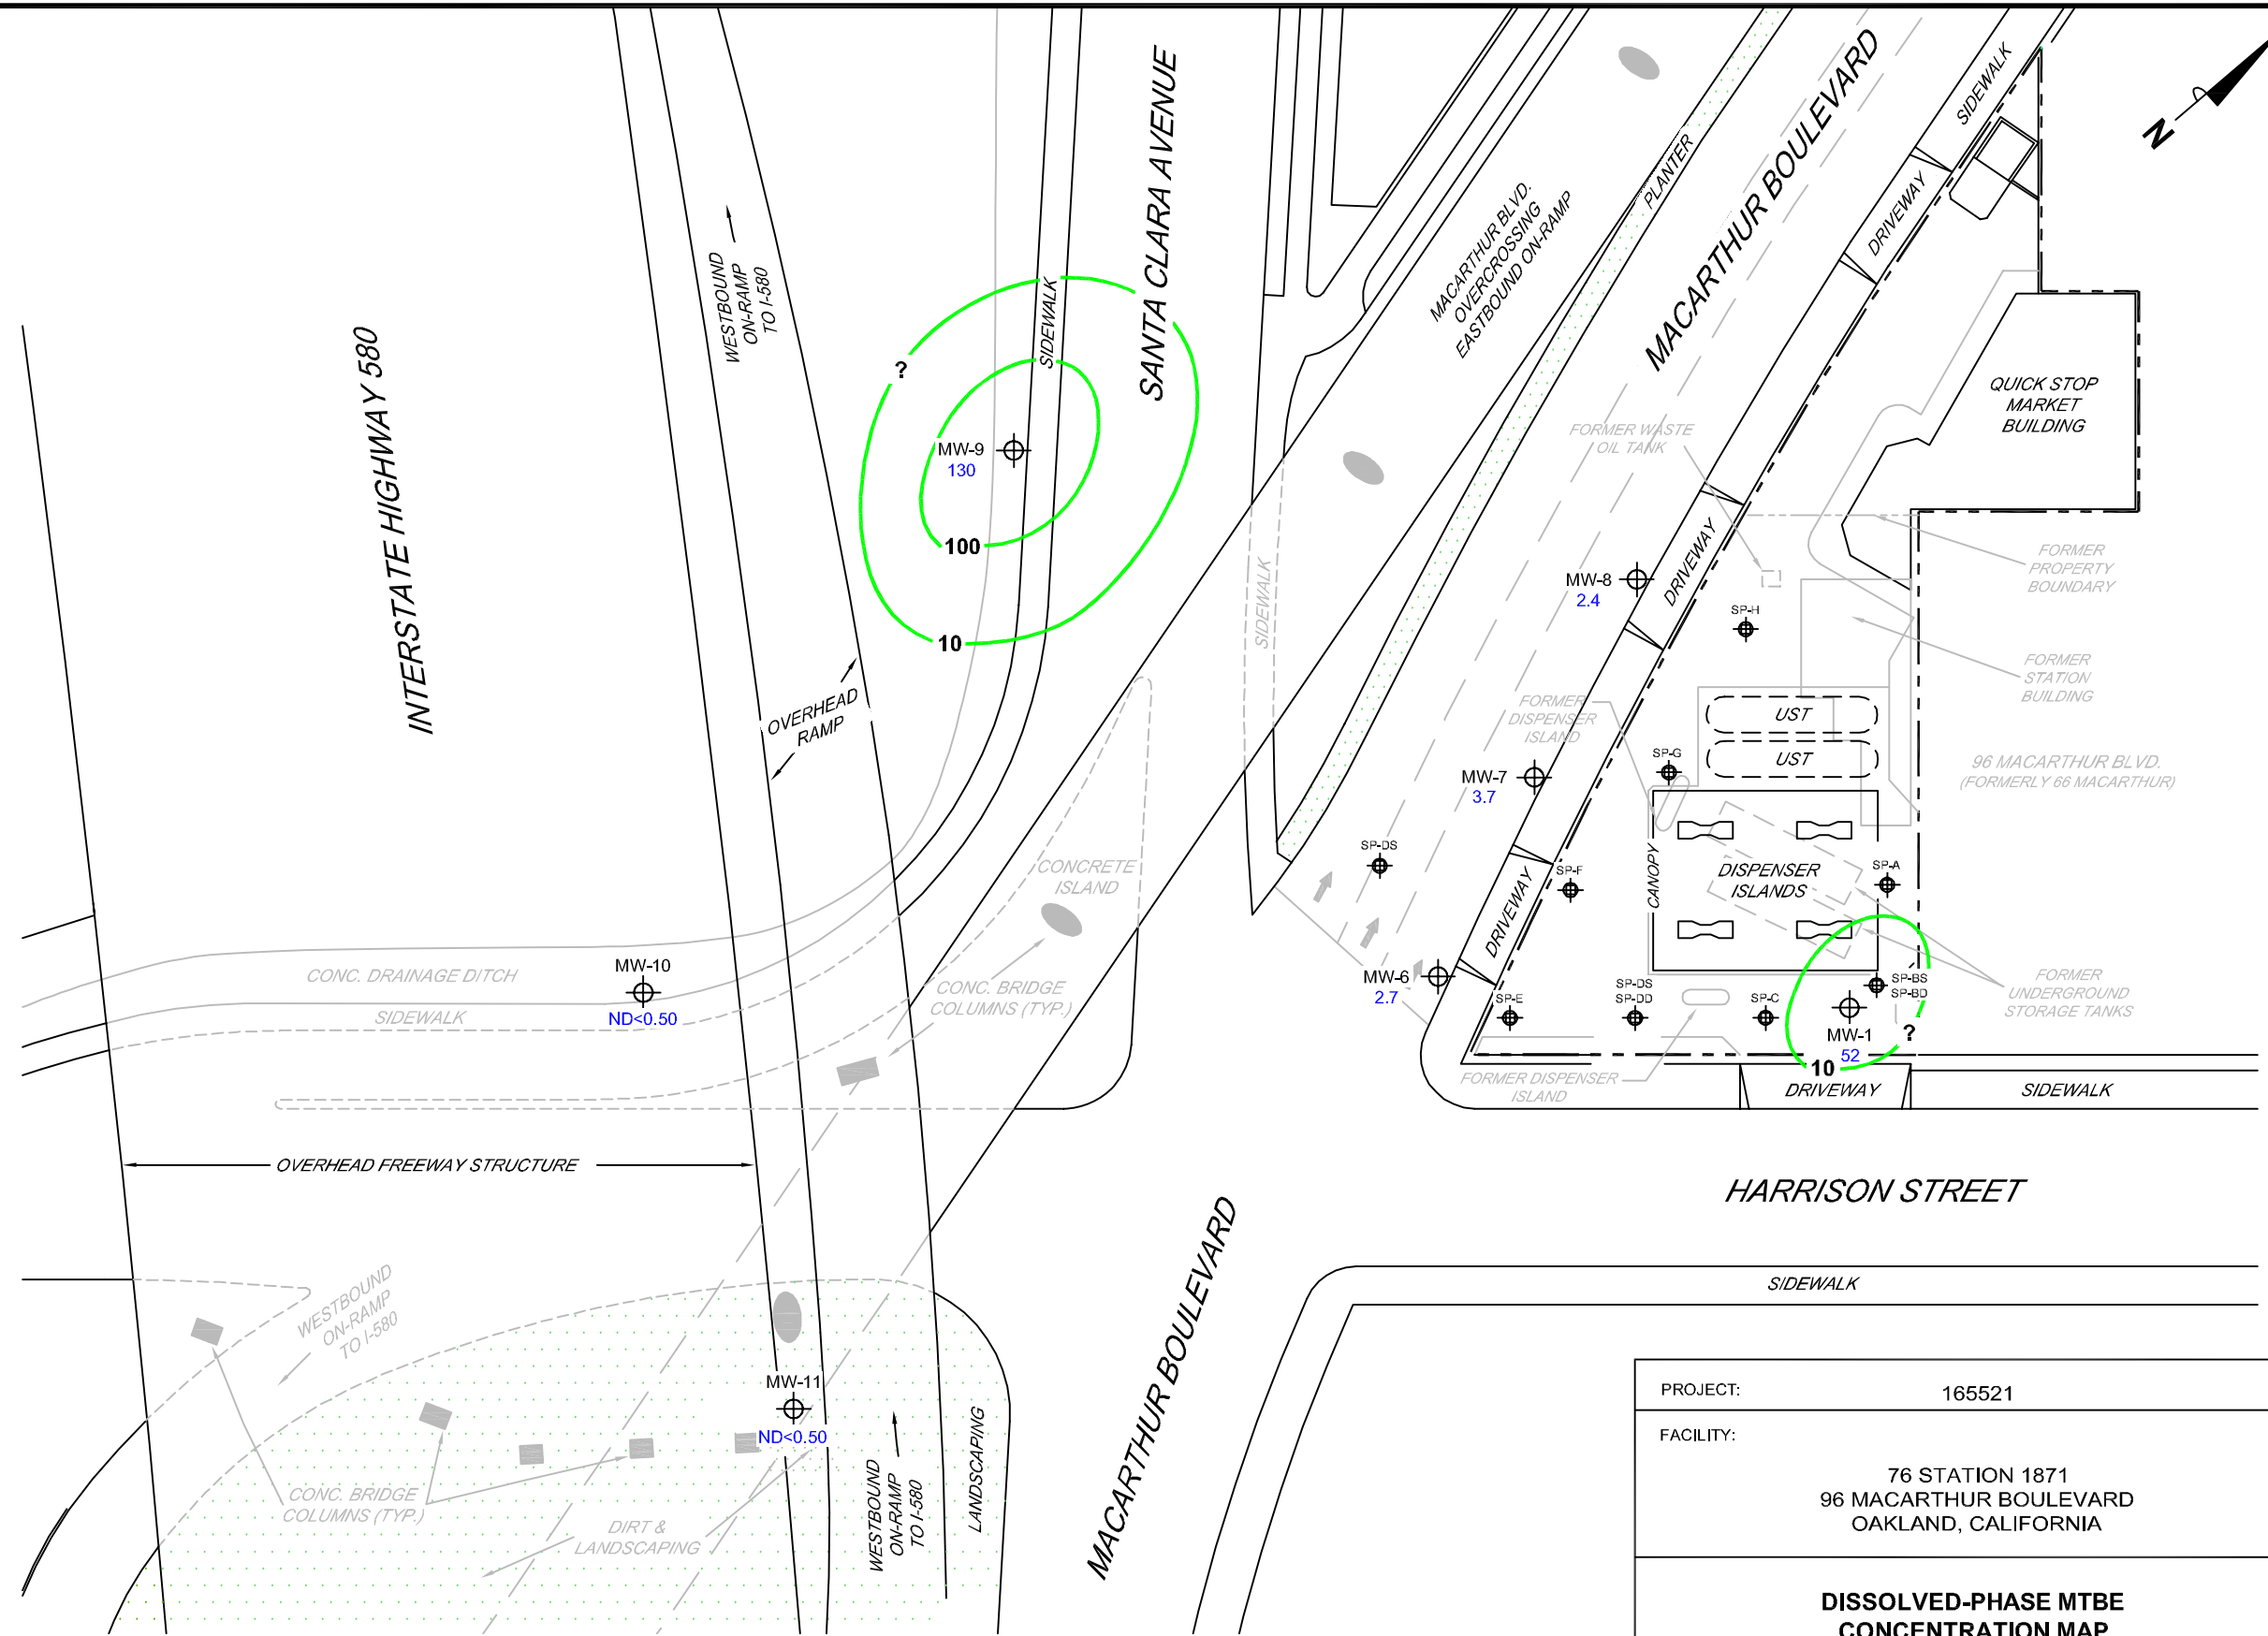 INTERSTATE HIGHWAY 580
WESTBOUND
ON-RAMP
TO I-580
SANTA CLARA AVENUE
SIDEWALK
?
MW-9
130
100
10
OVERHEAD
RAMP
MACARTHUR BLVD.
OVERCROSSING
EASTBOUND ON-RAMP
PLANTER
MACARTHUR BOULEVARD
SIDEWALK
DRIVEWAY
N
QUICK STOP
MARKET
BUILDING
FORMER WASTE
OIL TANK
FORMER
PROPERTY
BOUNDARY
SIDEWALK
MW-8
2.4
DRIVEWAY
SP-H
FORMER
STATION
BUILDING
FORMER
DISPENSER
ISLAND
UST
UST
SP-G
MW-7
3.7
96 MACARTHUR BLVD.
(FORMERLY 66 MACARTHUR)
SP-DS
SP-F
CANOPY
DISPENSER
ISLANDS
SP-A
DRIVEWAY
CONCRETE
ISLAND
MW-10
ND<0.50
CONC. DRAINAGE DITCH
SIDEWALK
CONC. BRIDGE
COLUMNS (TYP.)
MW-6
2.7
SP-E
SP-DS
SP-DD
SP-C
SP-BS
SP-BD
MW-1
52
?
10
FORMER
UNDERGROUND
STORAGE TANKS
FORMER DISPENSER
ISLAND
DRIVEWAY
SIDEWALK
OVERHEAD FREEWAY STRUCTURE
HARRISON STREET
MACARTHUR BOULEVARD
SIDEWALK
WESTBOUND
ON-RAMP
TO I-580
MW-11
ND<0.50
CONC. BRIDGE
COLUMNS (TYP.)
DIRT &
LANDSCAPING
WESTBOUND
ON-RAMP
TO I-580
LANDSCAPING
PROJECT:
165521
FACILITY:
76 STATION 1871
96 MACARTHUR BOULEVARD
OAKLAND, CALIFORNIA
DISSOLVED-PHASE MTBE
CONCENTRATION MAP